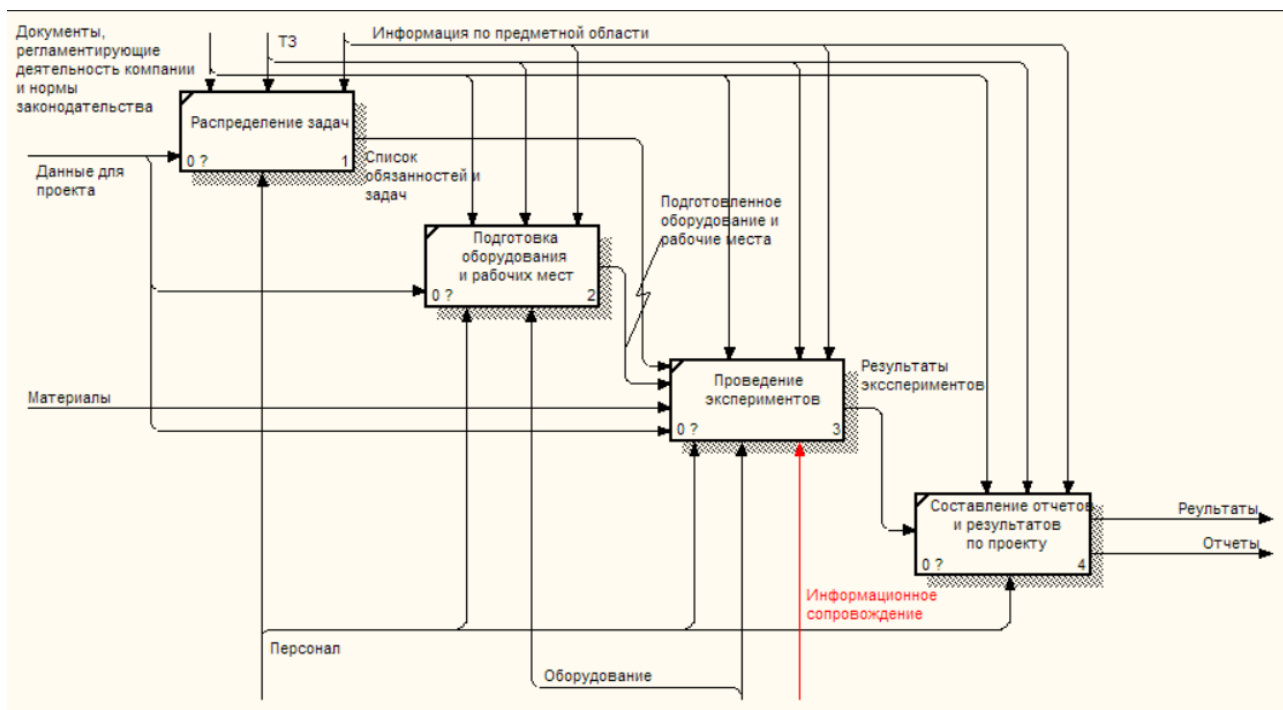 Документы,
регламентирующие
деятельность компании
и нормы
законодательства
ТЗ
Информация по предметной области
Распределение задач
0 ?
1
Данные для
проекта
Список
обязанностей и
задач
Подготовленное
оборудование и
рабочие места
Подготовка
оборудования
и рабочих мест
0 ?
2
Материалы
Проведение
экспериментов
0 ?
3
Результаты
эксспериментов
Составление отчетов
и результатов
по проекту
0 ?
4
Реультаты
Отчеты
Информационное
сопровождение
Персонал
Оборудование